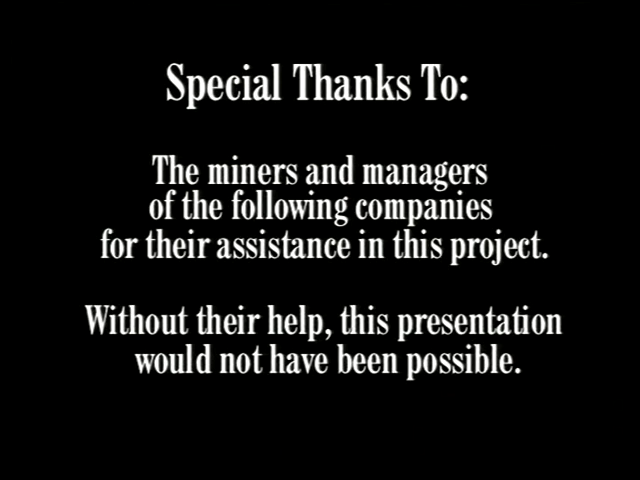 Special Thanks To:
The miners and managers
of the following companies
for their assistance in this project.
Without their help, this presentation
would not have been possible.